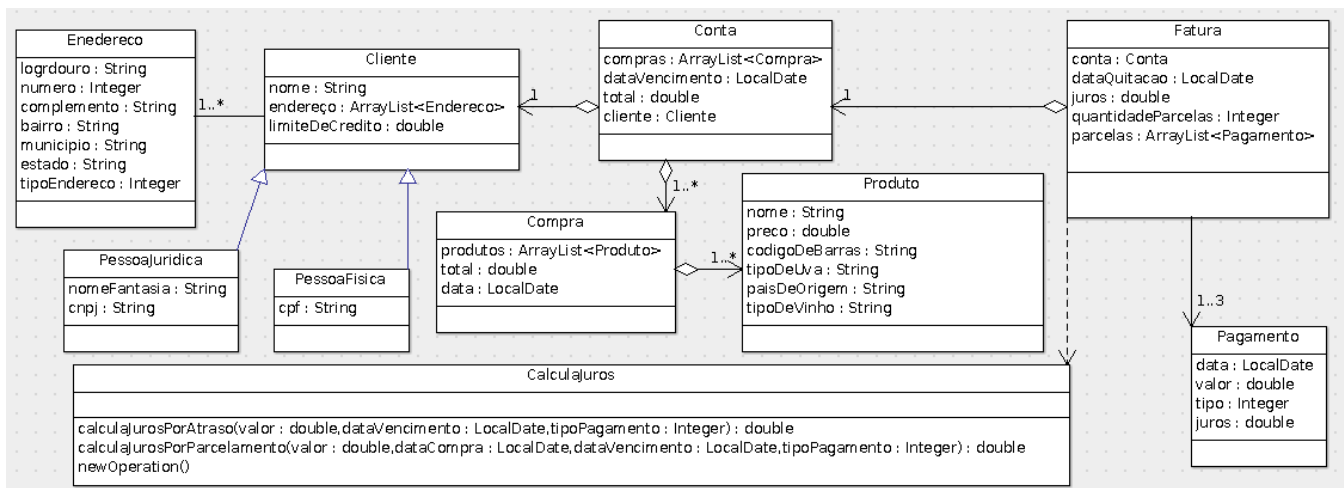 Enedereco
logrdouro : String
numero : Integer
complemento : String
bairro : String
municipio : String
estado : String
tipoEndereco : Integer
1..*
Cliente
nome : String
endereço : ArrayList<Endereco>
limiteDeCredito : double
1
Conta
compras : ArrayList<Compra>
dataVencimento : LocalDate
total : double
cliente : Cliente
1
Fatura
conta : Conta
dataQuitacao : LocalDate
juros : double
quantidadeParcelas : Integer
parcelas : ArrayList<Pagamento>
1..*
PessoaJuridica
nomeFantasia : String
cnpj : String
PessoaFisica
cpf : String
Compra
produtos : ArrayList<Produto>
total : double
data : LocalDate
1..*
Produto
nome : String
preco : double
codigoDeBarras : String
tipoDeUva : String
paisDeOrigem : String
tipoDeVinho : String
1..3
Pagamento
data : LocalDate
valor : double
tipo : Integer
juros : double
CalculaJuros
calculaJurosPorAtraso(valor : double,dataVencimento : LocalDate,tipoPagamento : Integer) : double
calculaJurosPorParcelamento(valor : double,dataCompra : LocalDate,dataVencimento : LocalDate,tipoPagamento : Integer) : double
newOperation()